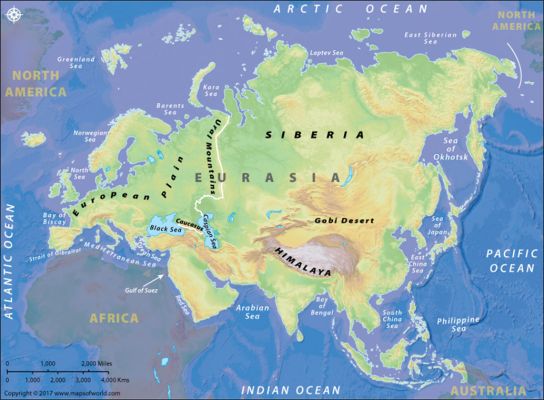 ARCTIC OCEAN
NORTH
AMERICA
East Siberian
Sea
Laptev Sea
Greenland
Sea
Kara
Sea
NORTH
AMERICA
Barents
Sea
Norwegian
Sea
Ural Mountains
SIBERIA
Sea
of
Okhotsk
North
Sea
European Plain
EURASIA
Bay of
Biscay
Gobi Desert
Caucasus
Black Sea
Caspian Sea
Sea
of
Japan
ATLANTIC OCEAN
Strait of Gibraltar
Mediterranean Sea
HIMALAYA
East
China
Sea
PACIFIC
OCEAN
Gulf of Suez
Red Sea
Arabian
Sea
Bay
of
Bengal
South
China
Sea
Philippine
Sea
AFRICA
0 1,000 2,000 Miles
0 2,000 4,000 Kms
INDIAN OCEAN
AUSTRALIA
Copyright © 2017 www.mapsofworld.com